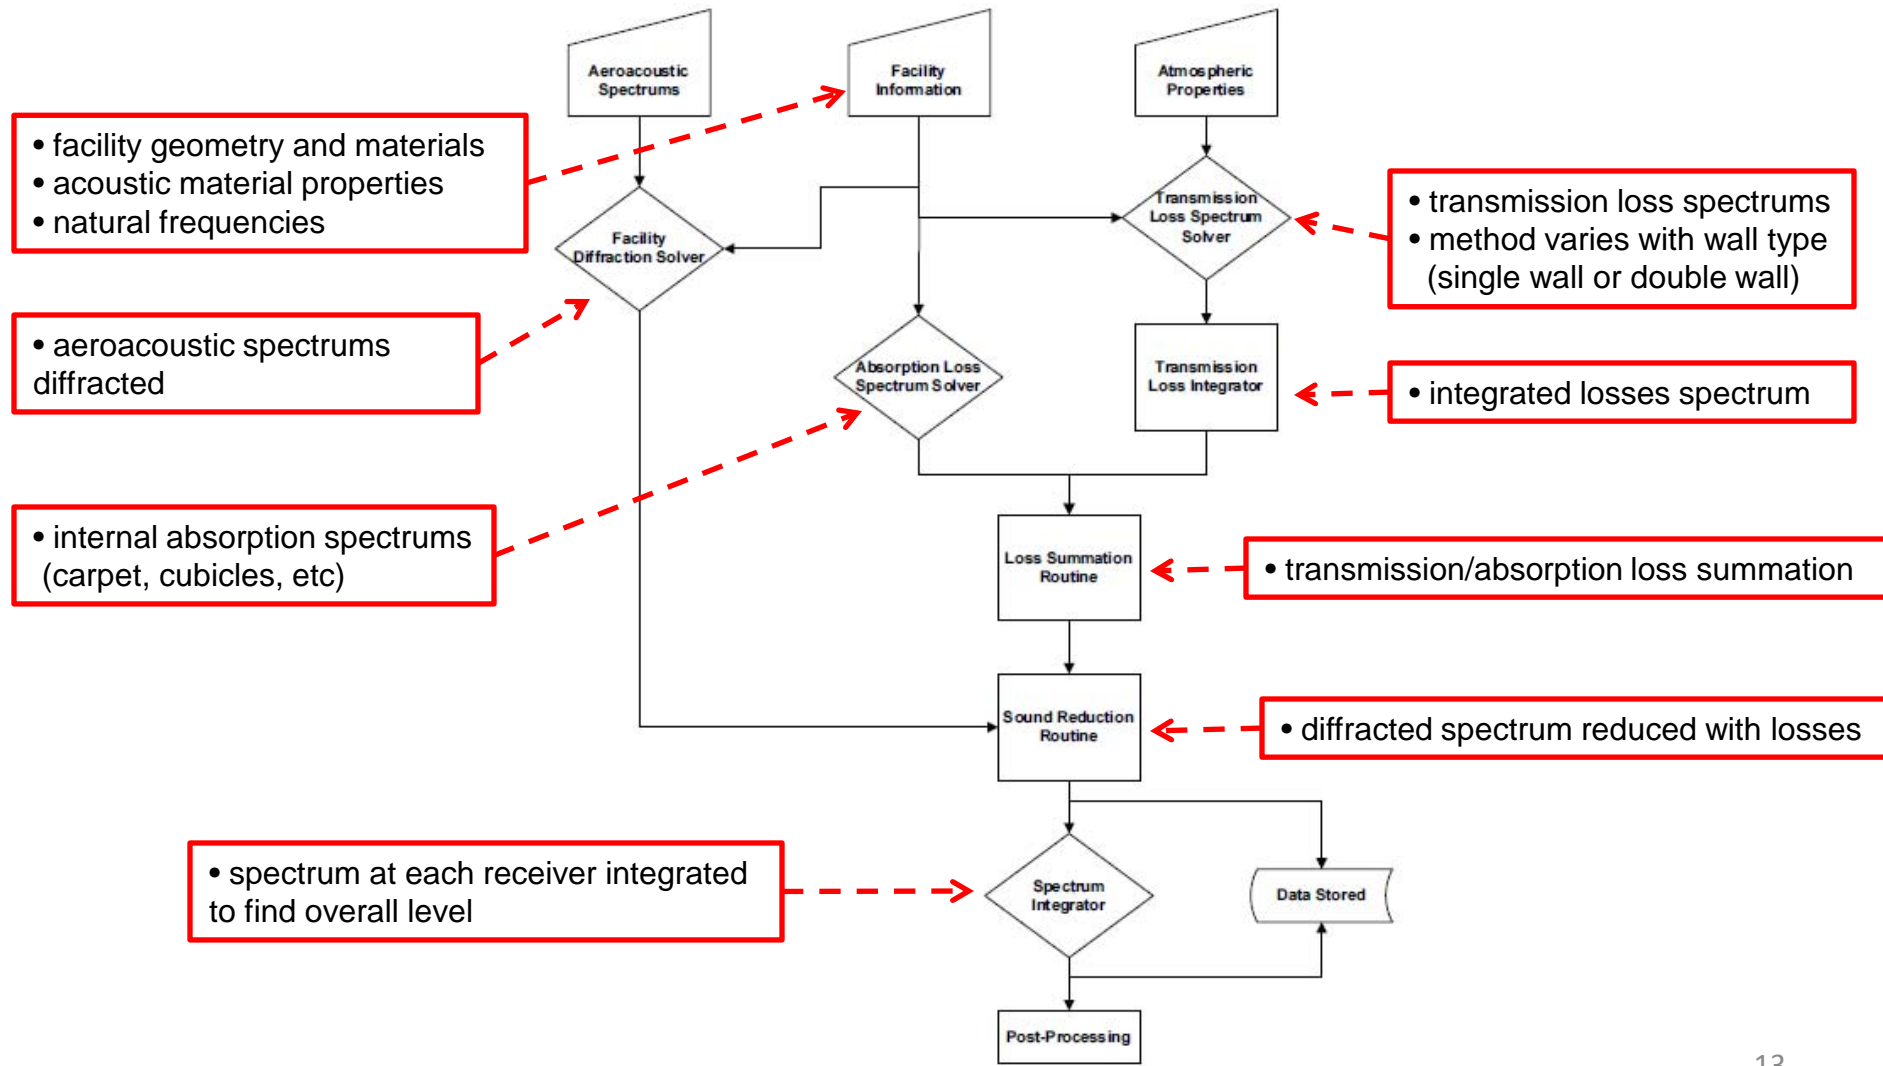 Aeroacoustic
Spectrums
Facility
Information
Atmospheric
Properties
• facility geometry and materials
• acoustic material properties
• natural frequencies
Transmission
Loss Spectrum
Solver
• transmission loss spectrums
• method varies with wall type
(single wall or double wall)
Facility
Diffraction Solver
• aeroacoustic spectrums
diffracted
Absorption Loss
Spectrum Solver
Transmission
Loss Integrator
• integrated losses spectrum
• internal absorption spectrums
(carpet, cubicles, etc)
Loss Summation
Routine
• transmission/absorption loss summation
Sound Reduction
Routine
• diffracted spectrum reduced with losses
• spectrum at each receiver integrated
to find overall level
Spectrum
Integrator
Data Stored
Post-Processing
13